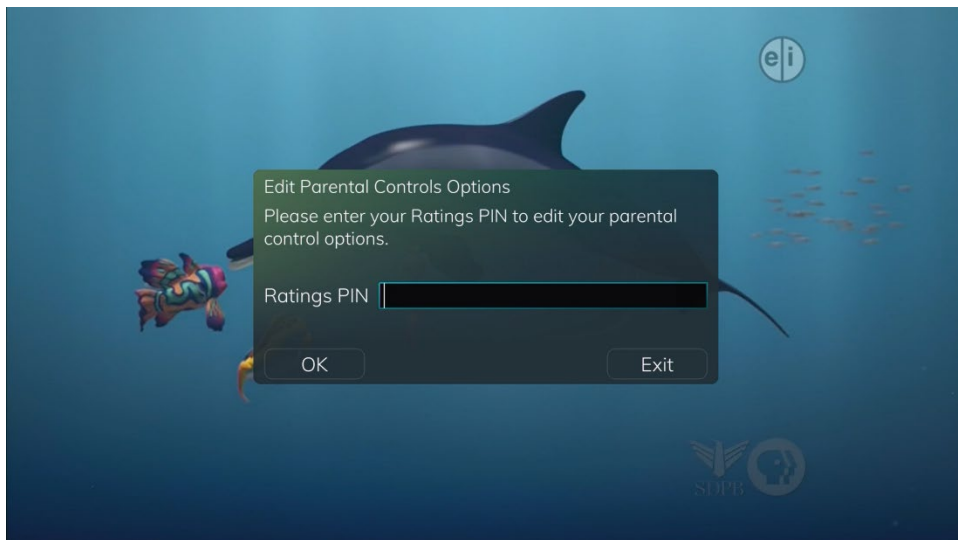 e i
Edit Parental Controls Options
Please enter your Ratings PIN to edit your parental
control options.
Ratings PIN
OK
Exit
SDPB